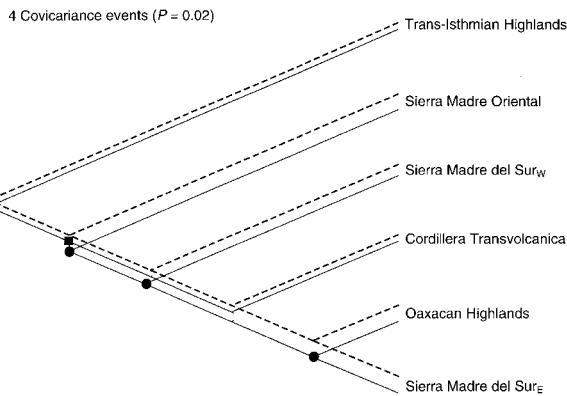 4 Covicariance events (P = 0.02)
Trans-Isthmian Highlands
Sierra Madre Oriental
Sierra Madre del SurW
Cordillera Transvolcanica
Oaxacan Highlands
Sierra Madre del SurE